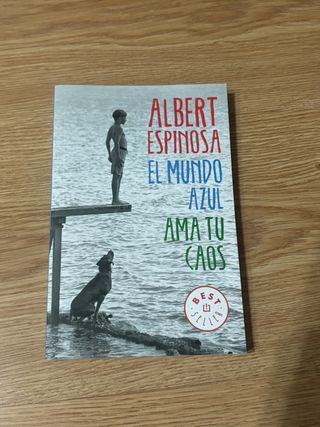 ALBERT
ESPINOSA
EL MUNDO
AZUL
AMA TU
CAOS
BEST
SELLER